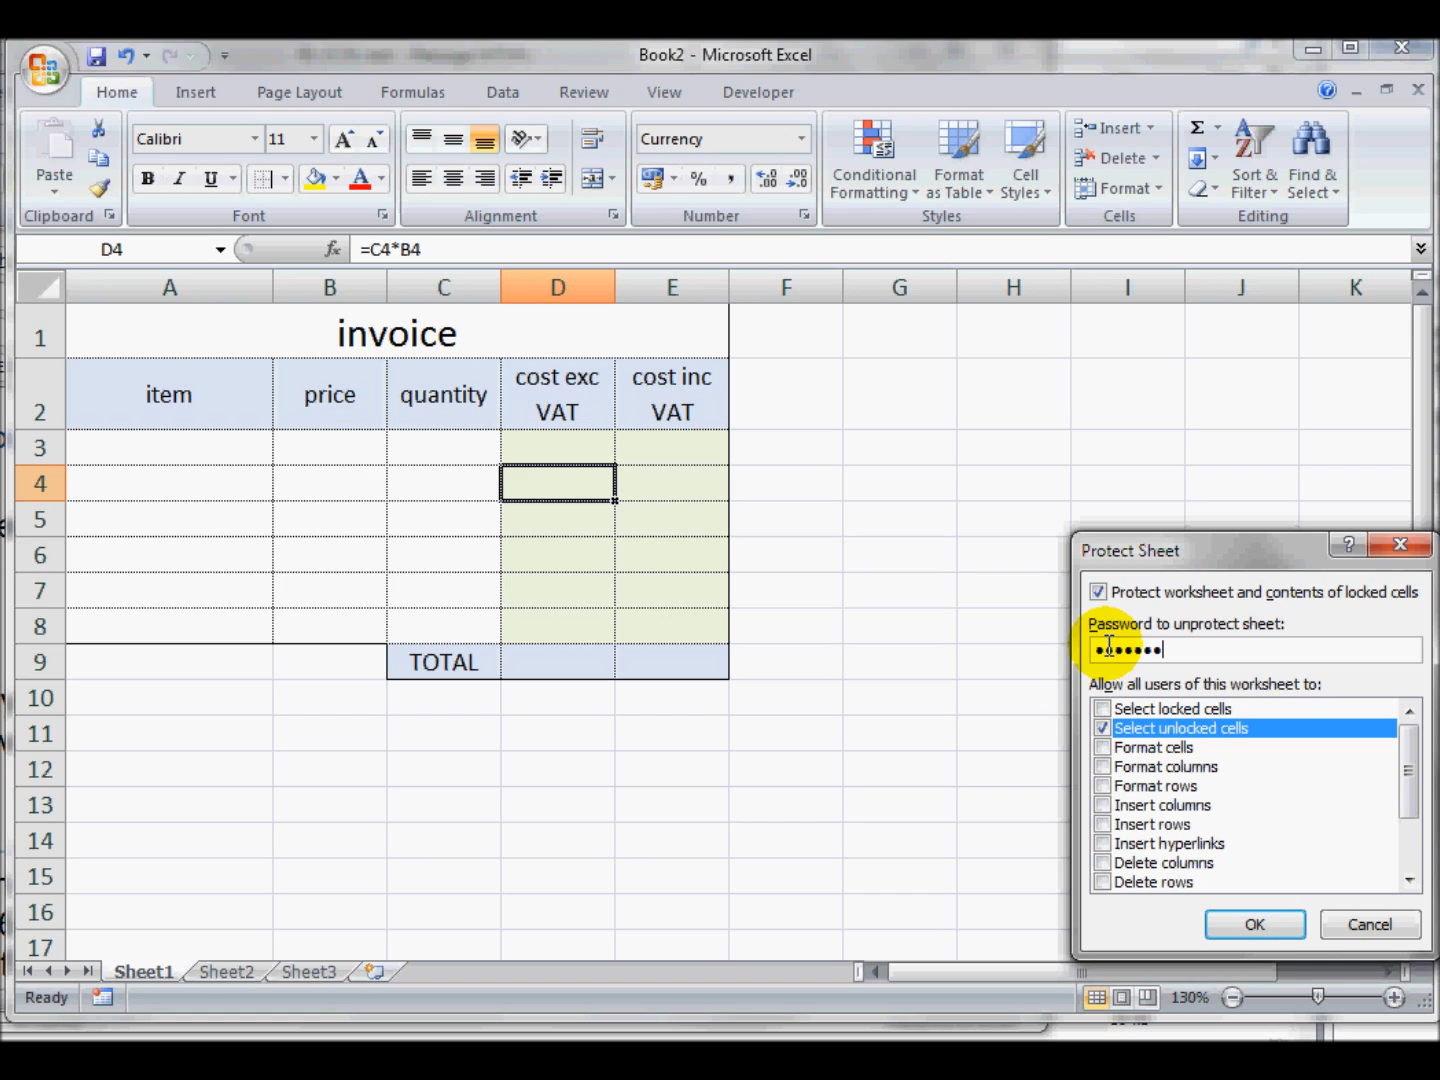 Book2 - Microsoft Excel
Home Insert Page Layout Formulas Data Review View Developer
Calibri 11 Currency
Paste
B I U
Conditional Formatting
Format as Table
Cell Styles
Insert
Delete
Format
Sort & Filter
Find & Select
Clipboard Font Alignment Number Styles Cells Editing
D4 fx =C4*B4
A B C D E F G H I J K
1 invoice
2 item price quantity cost exc VAT cost inc VAT
3
4
5
6
7
8
9 TOTAL
10
11
12
13
14
15
16
17
Protect Sheet
Protect worksheet and contents of locked cells
Password to unprotect sheet:
•••••••
Allow all users of this worksheet to:
Select locked cells
Select unlocked cells
Format cells
Format columns
Format rows
Insert columns
Insert rows
Insert hyperlinks
Delete columns
Delete rows
OK Cancel
Sheet1 Sheet2 Sheet3
Ready 130%